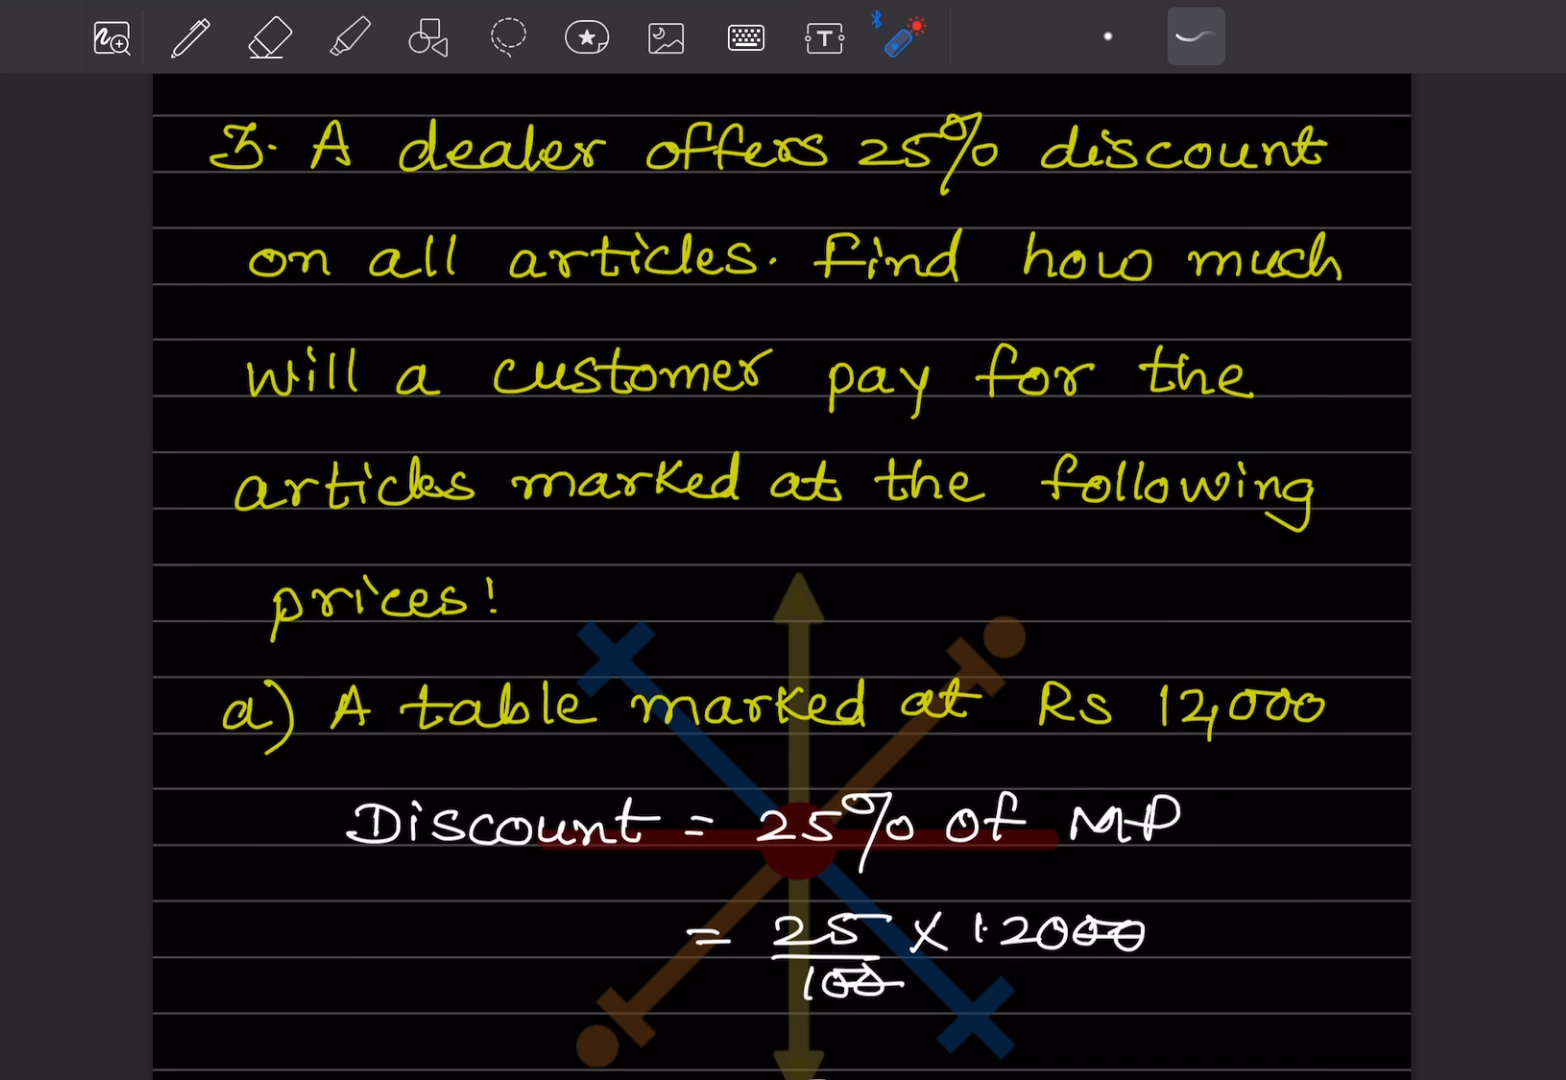 3. A dealer offers 25% discount
on all articles. find how much
will a customer pay for the
articles marked at the following
prices!
a) A table marked at Rs 12,000
Discount = 25% of MP
= 25/100 X 12000